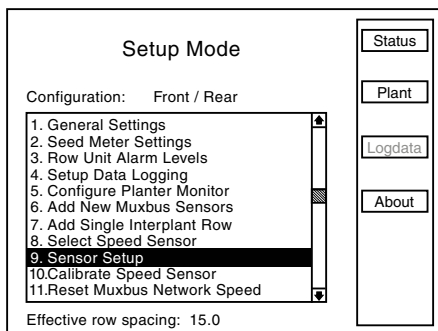 Setup Mode
Configuration: Front / Rear
1. General Settings
2. Seed Meter Settings
3. Row Unit Alarm Levels
4. Setup Data Logging
5. Configure Planter Monitor
6. Add New Muxbus Sensors
7. Add Single Interplant Row
8. Select Speed Sensor
9. Sensor Setup
10.Calibrate Speed Sensor
11.Reset Muxbus Network Speed
Effective row spacing: 15.0
Status
Plant
Logdata
About